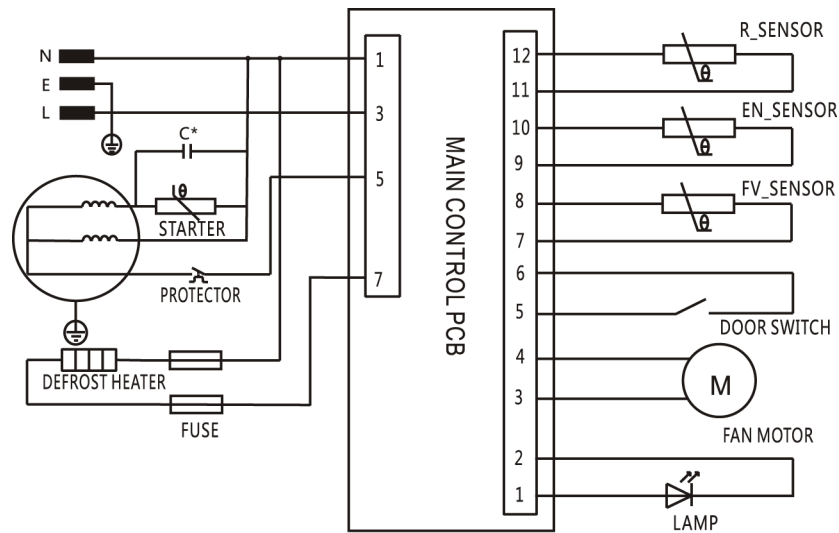 N
E
L
C*
θ
STARTER
PROTECTOR
DEFROST HEATER
FUSE
1
3
5
7
MAIN CONTROL PCB
12
11
10
9
8
7
6
5
4
3
2
1
R_SENSOR
θ
EN_SENSOR
θ
FV_SENSOR
θ
DOOR SWITCH
M
FAN MOTOR
LAMP